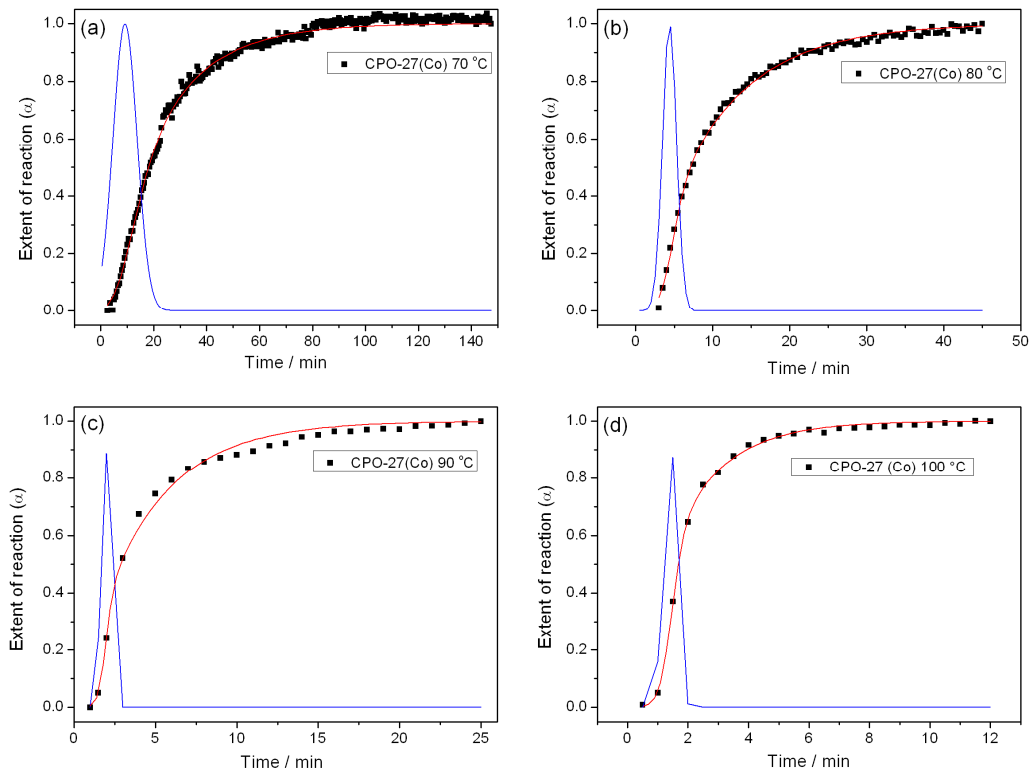 (a)
CPO-27(Co) 70 °C
Extent of reaction (α)
1.0
0.8
0.6
0.4
0.2
0.0
0 20 40 60 80 100 120 140
Time / min
(b)
CPO-27(Co) 80 °C
Extent of reaction (α)
1.0
0.8
0.6
0.4
0.2
0.0
0 10 20 30 40 50
Time / min
(c)
CPO-27(Co) 90 °C
Extent of reaction (α)
1.0
0.8
0.6
0.4
0.2
0.0
0 5 10 15 20 25
Time / min
(d)
CPO-27 (Co) 100 °C
Extent of reaction (α)
1.0
0.8
0.6
0.4
0.2
0.0
0 2 4 6 8 10 12
Time / min